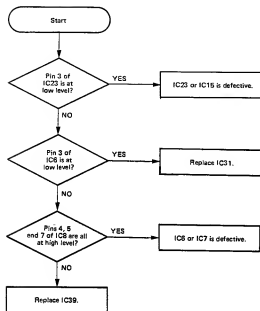 Start
Pin 3 of
IC23 is at
low level?
YES
IC23 or IC15 is defective.
NO
Pin 3 of
IC6 is at
low level?
YES
Replace IC31.
NO
Pins 4, 5
end 7 of IC8 are all
at high level?
YES
IC6 or IC7 is defective.
NO
Replace IC39.